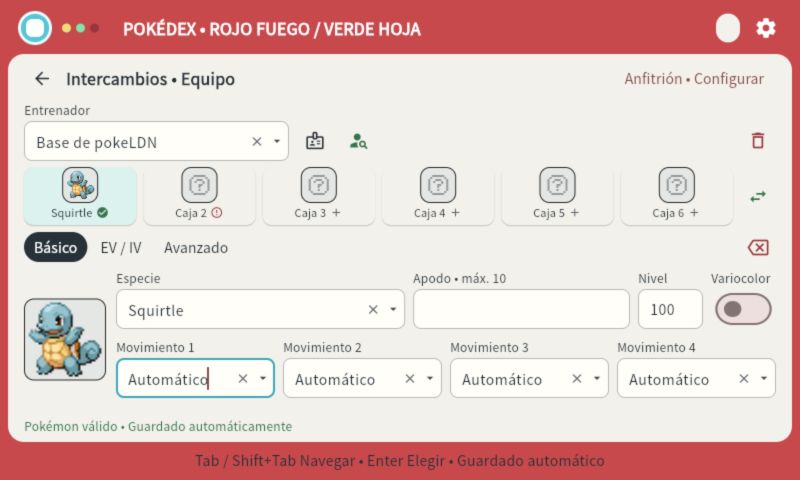 POKÉDEX • ROJO FUEGO / VERDE HOJA
Intercambios • Equipo
Anfitrión • Configurar
Entrenador
Base de pokeLDN
Squirtle
Caja 2
Caja 3 +
Caja 4 +
Caja 5 +
Caja 6 +
Básico
EV / IV
Avanzado
Especie
Apodo • máx. 10
Nivel
Variocolor
Squirtle
100
Movimiento 1
Movimiento 2
Movimiento 3
Movimiento 4
Automático
Automático
Automático
Automático
Pokémon válido • Guardado automáticamente
Tab / Shift+Tab Navegar • Enter Elegir • Guardado automático